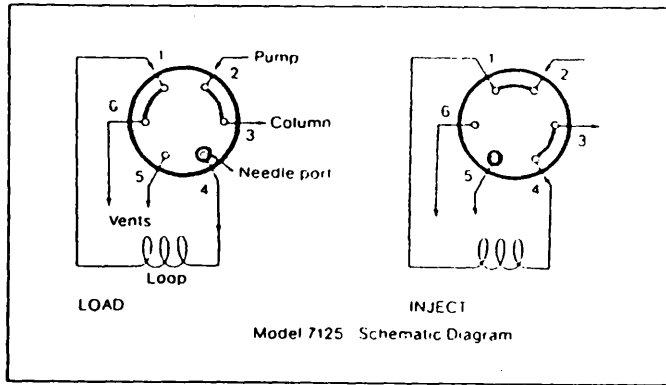 1
2
Pump
6
Column
3
5
4
Needle port
Vents
Loop
LOAD
1
2
6
3
5
4
INJECT
Model 7125 Schematic Diagram